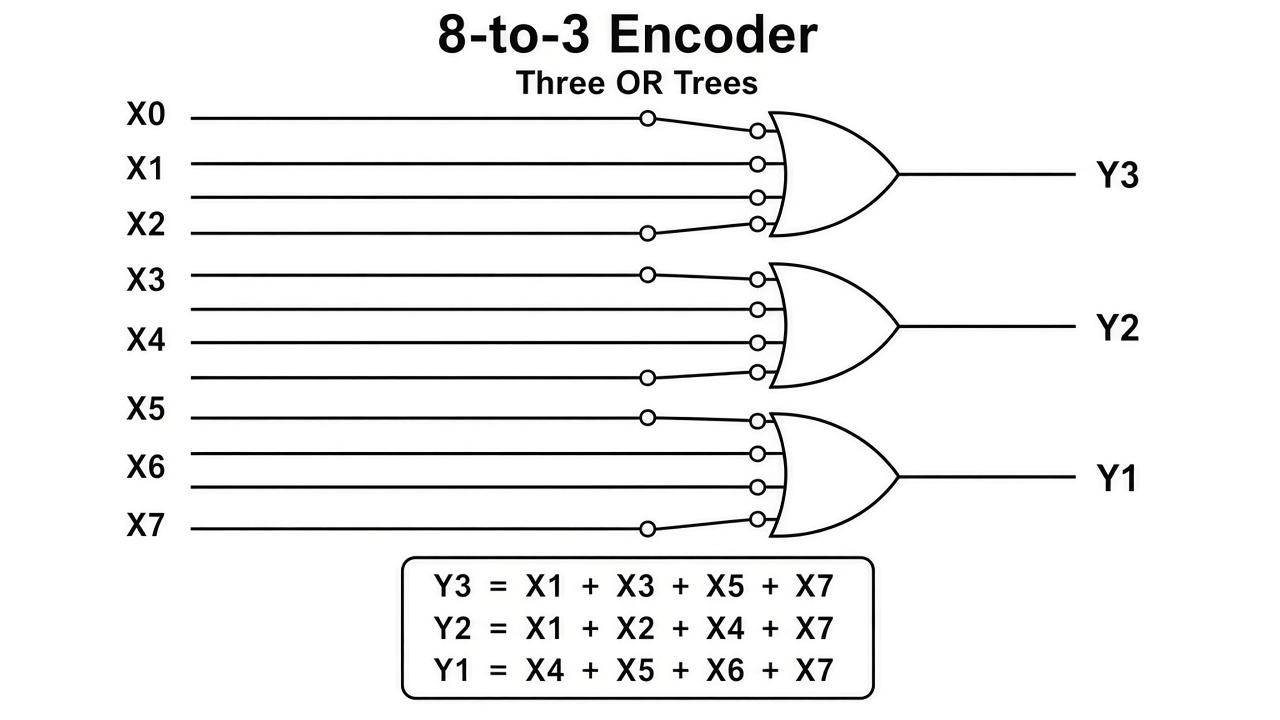 8-to-3 Encoder
Three OR Trees
X0
X1
X2
X3
X4
X5
X6
X7
Y3
Y2
Y1
Y3 = X1 + X3 + X5 + X7
Y2 = X1 + X2 + X4 + X7
Y1 = X4 + X5 + X6 + X7